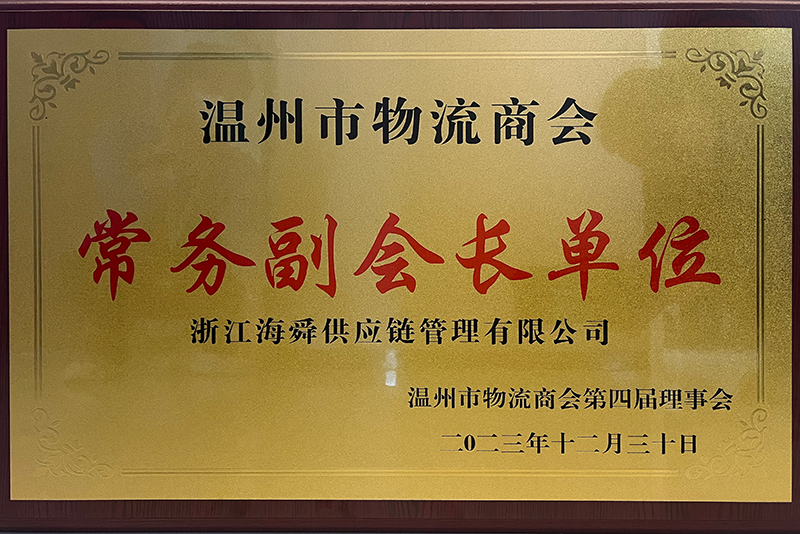 温州市物流商会
常务副会长单位
浙江海舜供应链管理有限公司
温州市物流商会第四届理事会
二0二三年十二月三十日